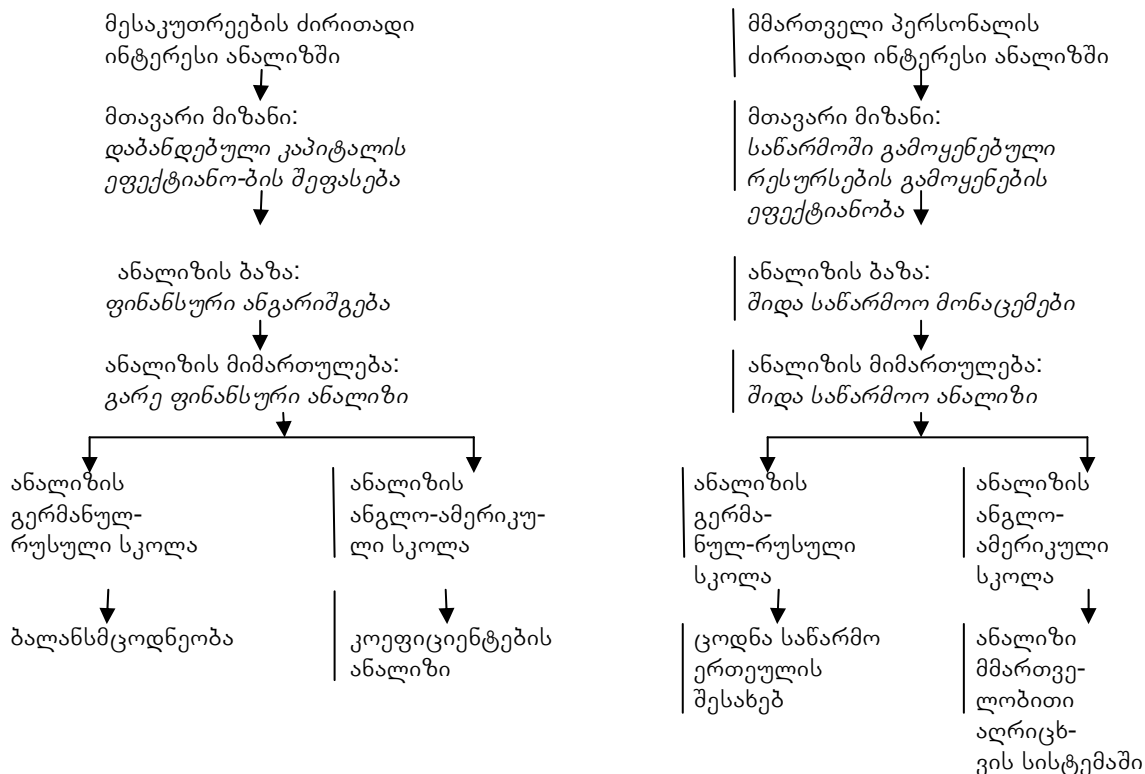 მესაკუთრეების ძირითადი
ინტერესი ანალიზში
მთავარი მიზანი:
დაბანდებული კაპიტალის
ეფექტიანო-ბის შეფასება
ანალიზის ბაზა:
ფინანსური ანგარიშგება
ანალიზის მიმართულება:
გარე ფინანსური ანალიზი
ანალიზის
გერმანულ-
რუსული სკოლა
ბალანსმცოდნეობა
ანალიზის
ანგლო-ამერიკუ-
ლი სკოლა
კოეფიციენტების
ანალიზი
მმართველი პერსონალის
ძირითადი ინტერესი ანალიზში
მთავარი მიზანი:
საწარმოში გამოყენებული
რესურსების გამოყენების
ეფექტიანობა
ანალიზის ბაზა:
შიდა საწარმოო მონაცემები
ანალიზის მიმართულება:
შიდა საწარმოო ანალიზი
ანალიზის
გერმა-
ნულ-რუსული
სკოლა
ცოდნა საწარმო
ერთეულის
შესახებ
ანალიზის
ანგლო-
ამერიკული
სკოლა
ანალიზი
მმართვე-
ლობითი
აღრიცხ-
ვის სისტემაში